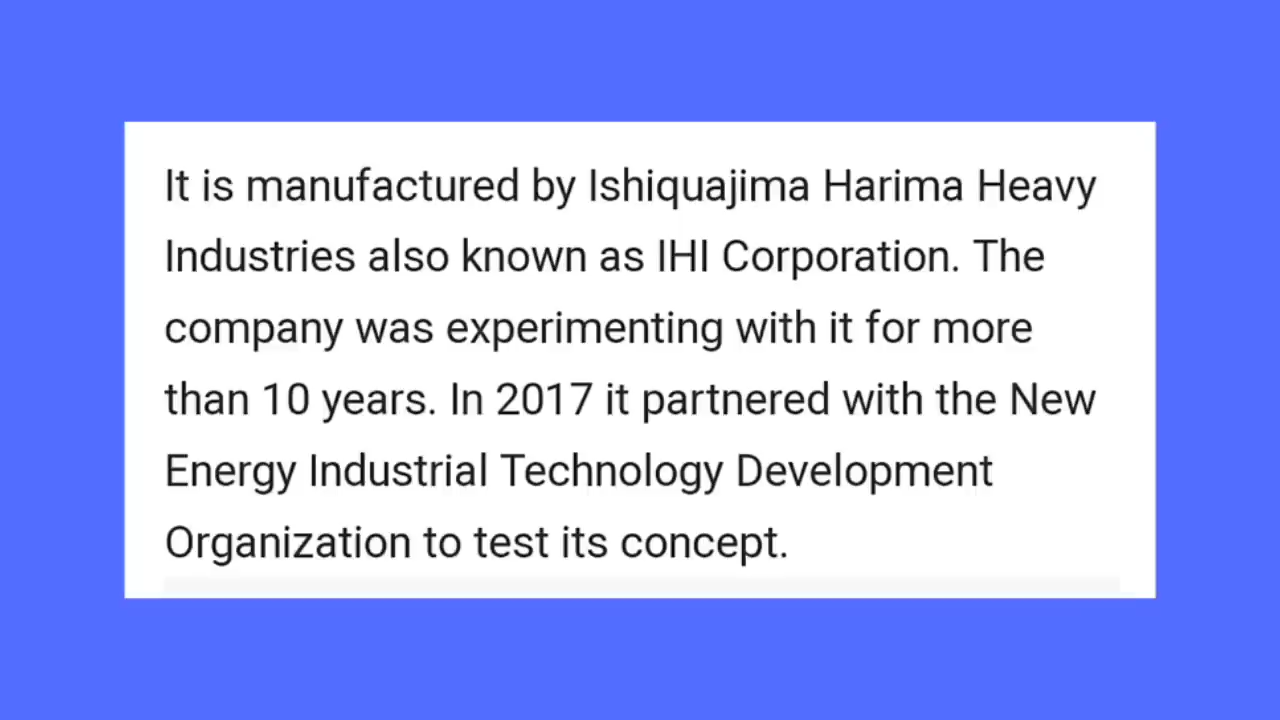 It is manufactured by Ishiquajima Harima Heavy
Industries also known as IHI Corporation. The
company was experimenting with it for more
than 10 years. In 2017 it partnered with the New
Energy Industrial Technology Development
Organization to test its concept.